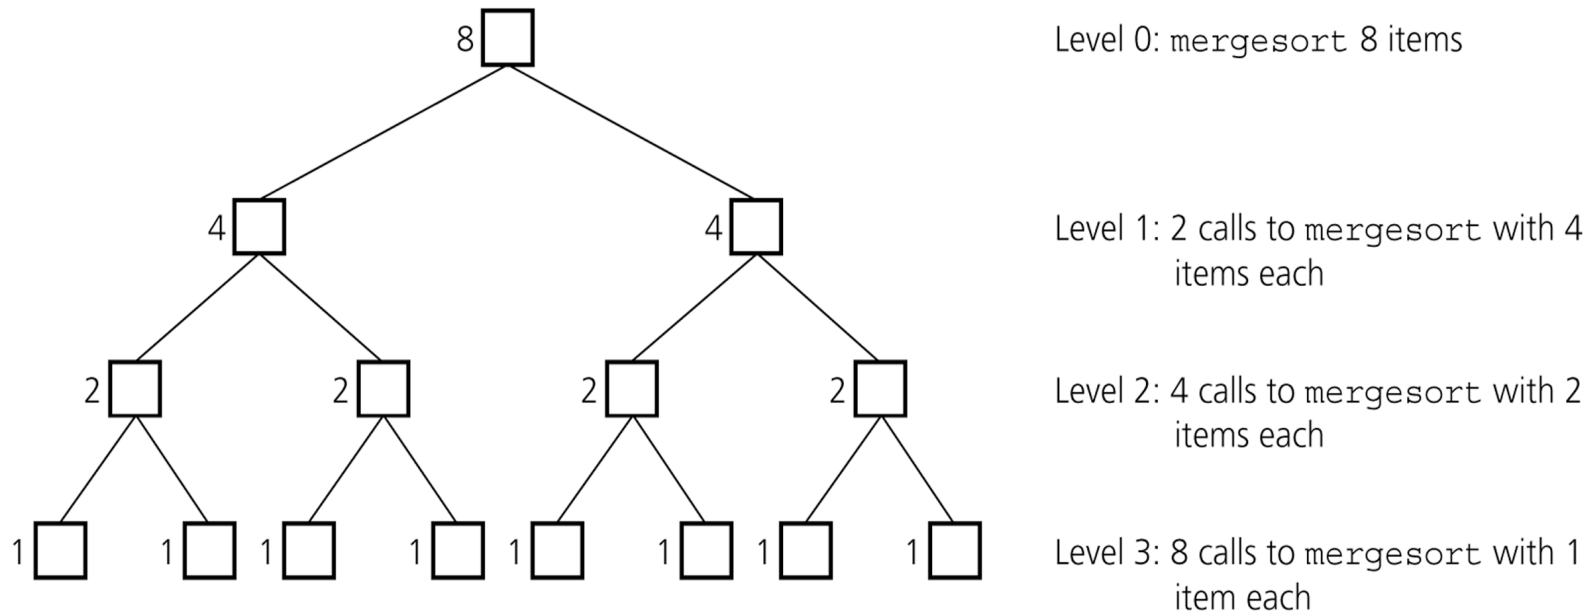 8
Level 0: mergesort 8 items
4
4
Level 1: 2 calls to mergesort with 4
items each
2
2
2
2
Level 2: 4 calls to mergesort with 2
items each
1
1
1
1
1
1
1
1
Level 3: 8 calls to mergesort with 1
item each